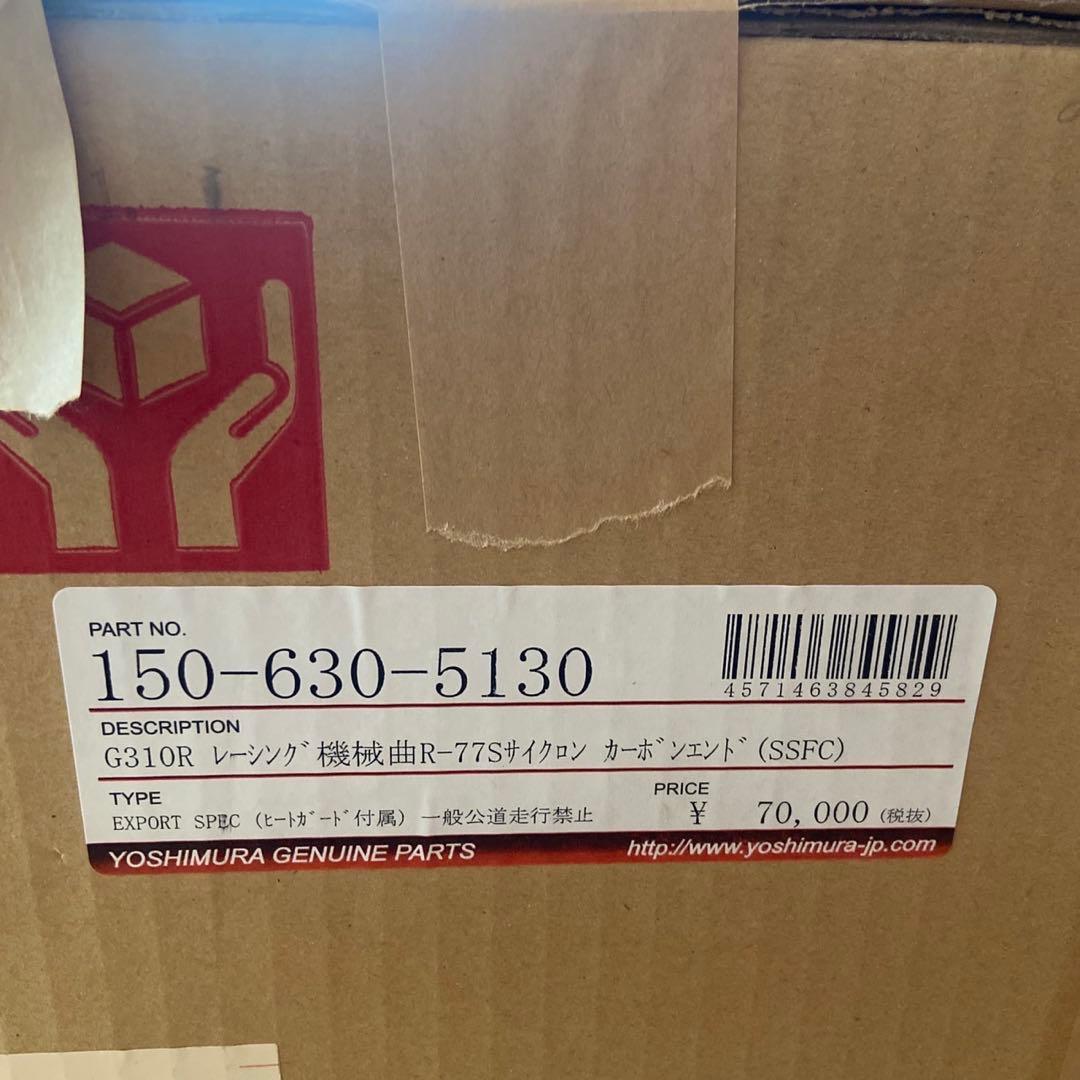 PART NO.
150-630-5130
4571463845829
DESCRIPTION
G310R ﾚｰｼﾝｸﾞ機械曲R-77Sｻｲｸﾛﾝ ｶｰﾎﾞﾝｴﾝﾄﾞ(SSFC)
TYPE
EXPORT SPEC (ﾋｰﾄｶﾞｰﾄﾞ付属) 一般公道走行禁止
PRICE
¥ 70,000 (税抜)
YOSHIMURA GENUINE PARTS
http://www.yoshimura-jp.com